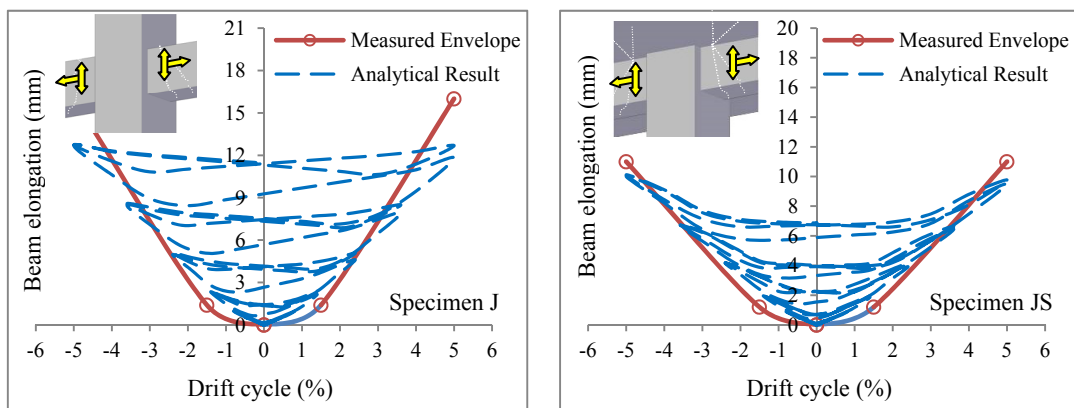 21
18
15
12
9
6
3
0
Measured Envelope
Analytical Result
Beam elongation (mm)
Specimen J
-6 -5 -4 -3 -2 -1 0 1 2 3 4 5 6
Drift cycle (%)
20
18
16
14
12
10
8
6
4
2
0
Measured Envelope
Analytical Result
Beam elongation (mm)
Specimen JS
-6 -5 -4 -3 -2 -1 0 1 2 3 4 5 6
Drift cycle (%)